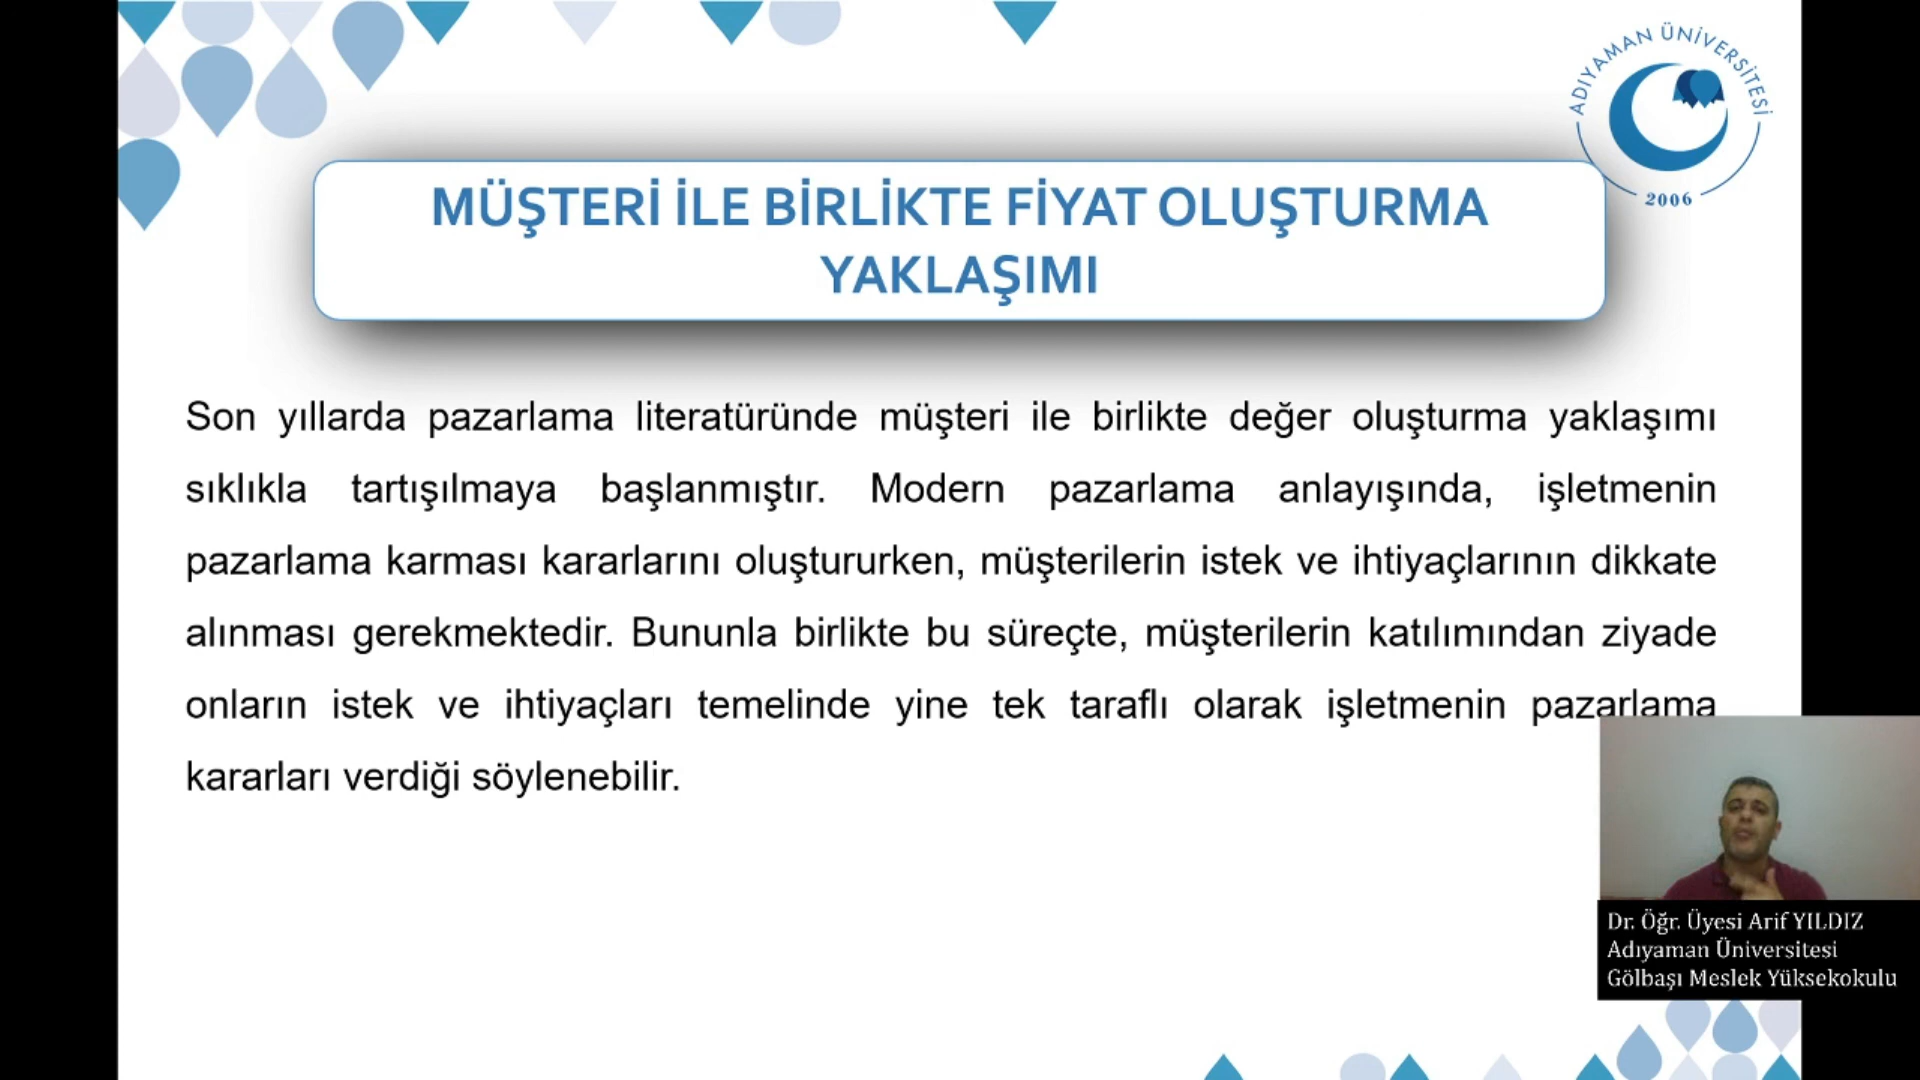 ADIYAMAN ÜNİVERSİTESİ
2006
MÜŞTERİ İLE BİRLİKTE FİYAT OLUŞTURMA
YAKLAŞIMI
Son yıllarda pazarlama literatüründe müşteri ile birlikte değer oluşturma yaklaşımı
sıklıkla tartışılmaya başlanmıştır. Modern pazarlama anlayışında, işletmenin
pazarlama karması kararlarını oluştururken, müşterilerin istek ve ihtiyaçlarının dikkate
alınması gerekmektedir. Bununla birlikte bu süreçte, müşterilerin katılımından ziyade
onların istek ve ihtiyaçları temelinde yine tek taraflı olarak işletmenin pazarlama
kararları verdiği söylenebilir.
Dr. Öğr. Üyesi Arif YILDIZ
Adıyaman Üniversitesi
Gölbaşı Meslek Yüksekokulu